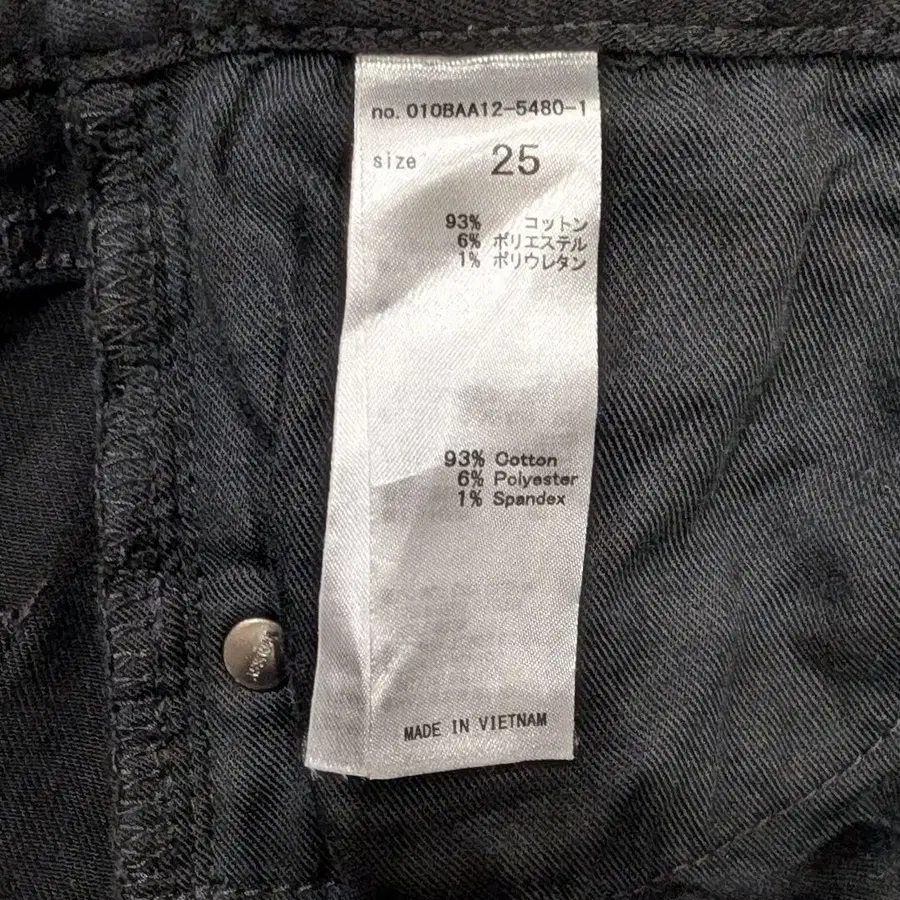 no. 010BAA12-5480-1
size 25
93% コットン
6% ポリエステル
1% ポリウレタン
93% Cotton
6% Polyester
1% Spandex
MADE IN VIETNAM